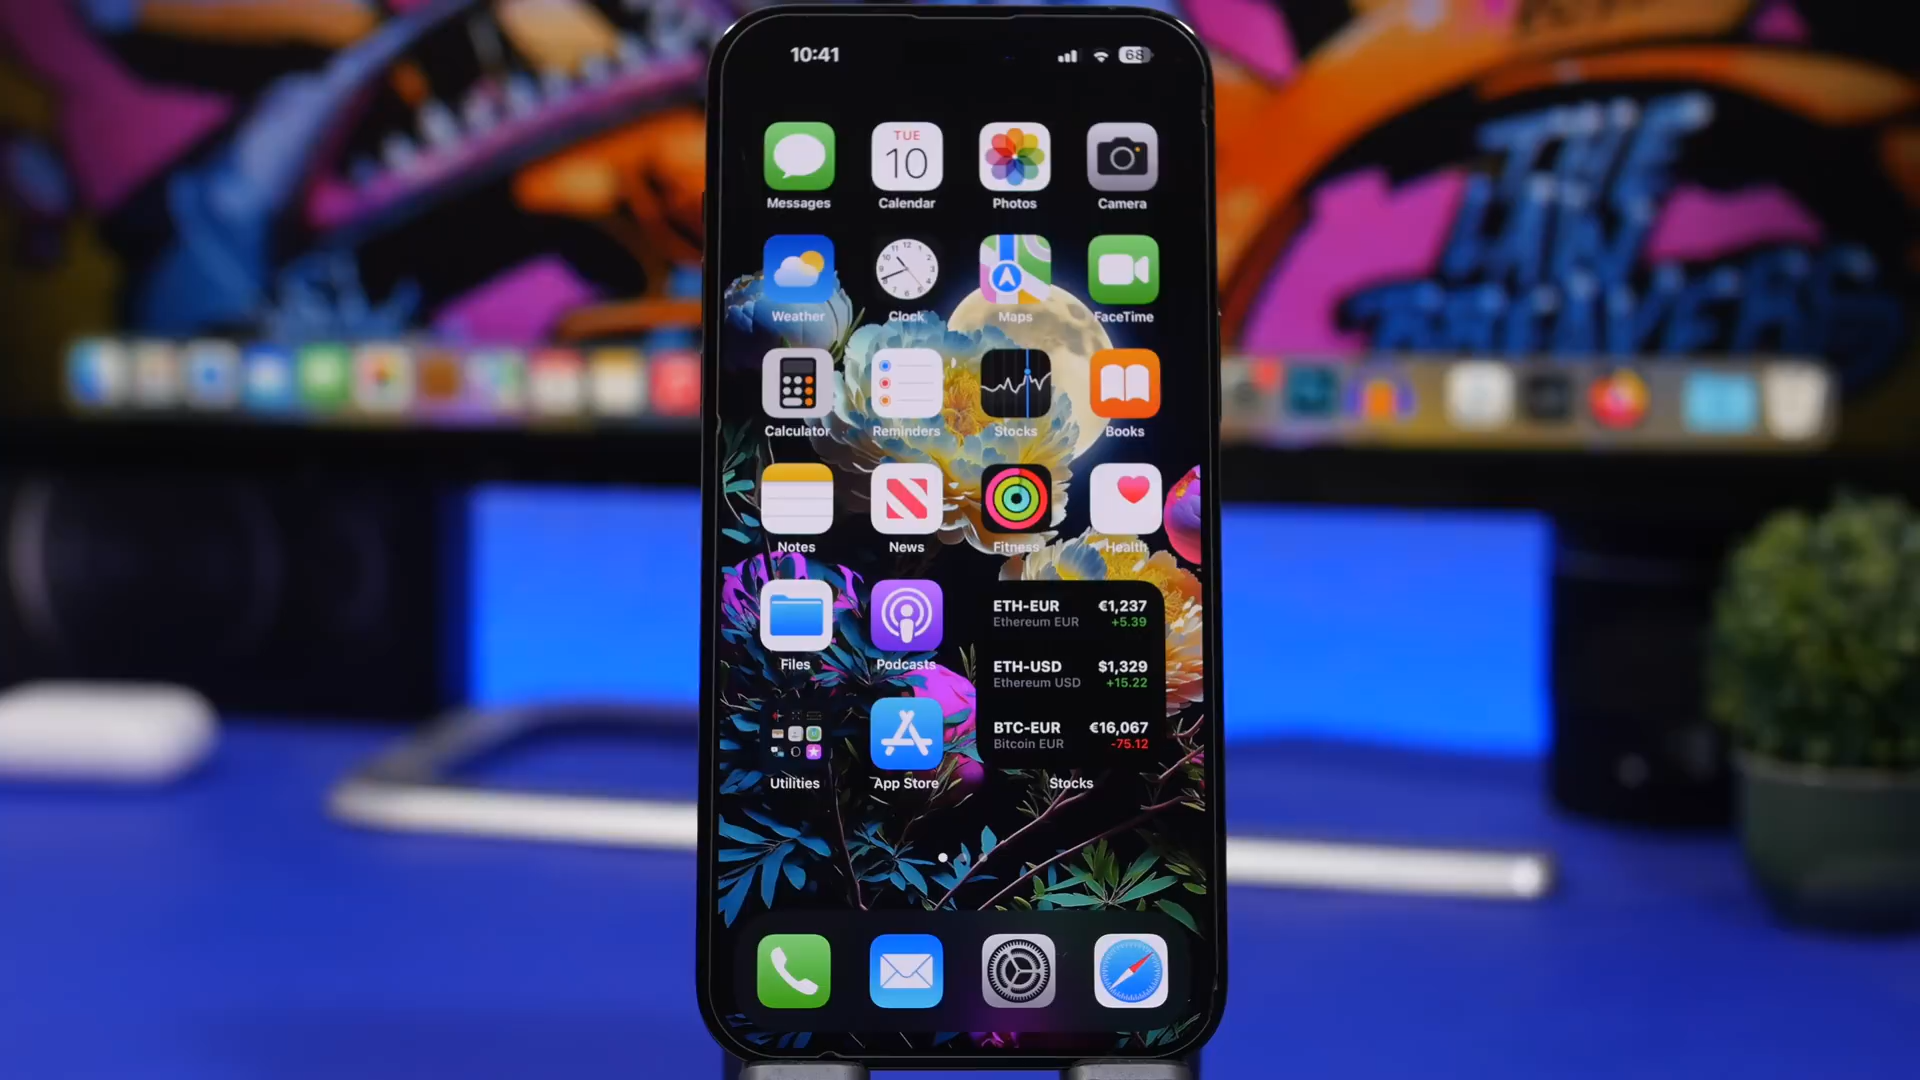 10:41
68
TUE
10
Messages
Calendar
Photos
Camera
Weather
Clock
Maps
FaceTime
Calculator
Reminders
Stocks
Books
Notes
News
Fitness
Health
Files
Podcasts
ETH-EUR €1,237
Ethereum EUR +5.39
ETH-USD $1,329
Ethereum USD +15.22
BTC-EUR €16,067
Bitcoin EUR -75.12
Utilities
App Store
Stocks
THE